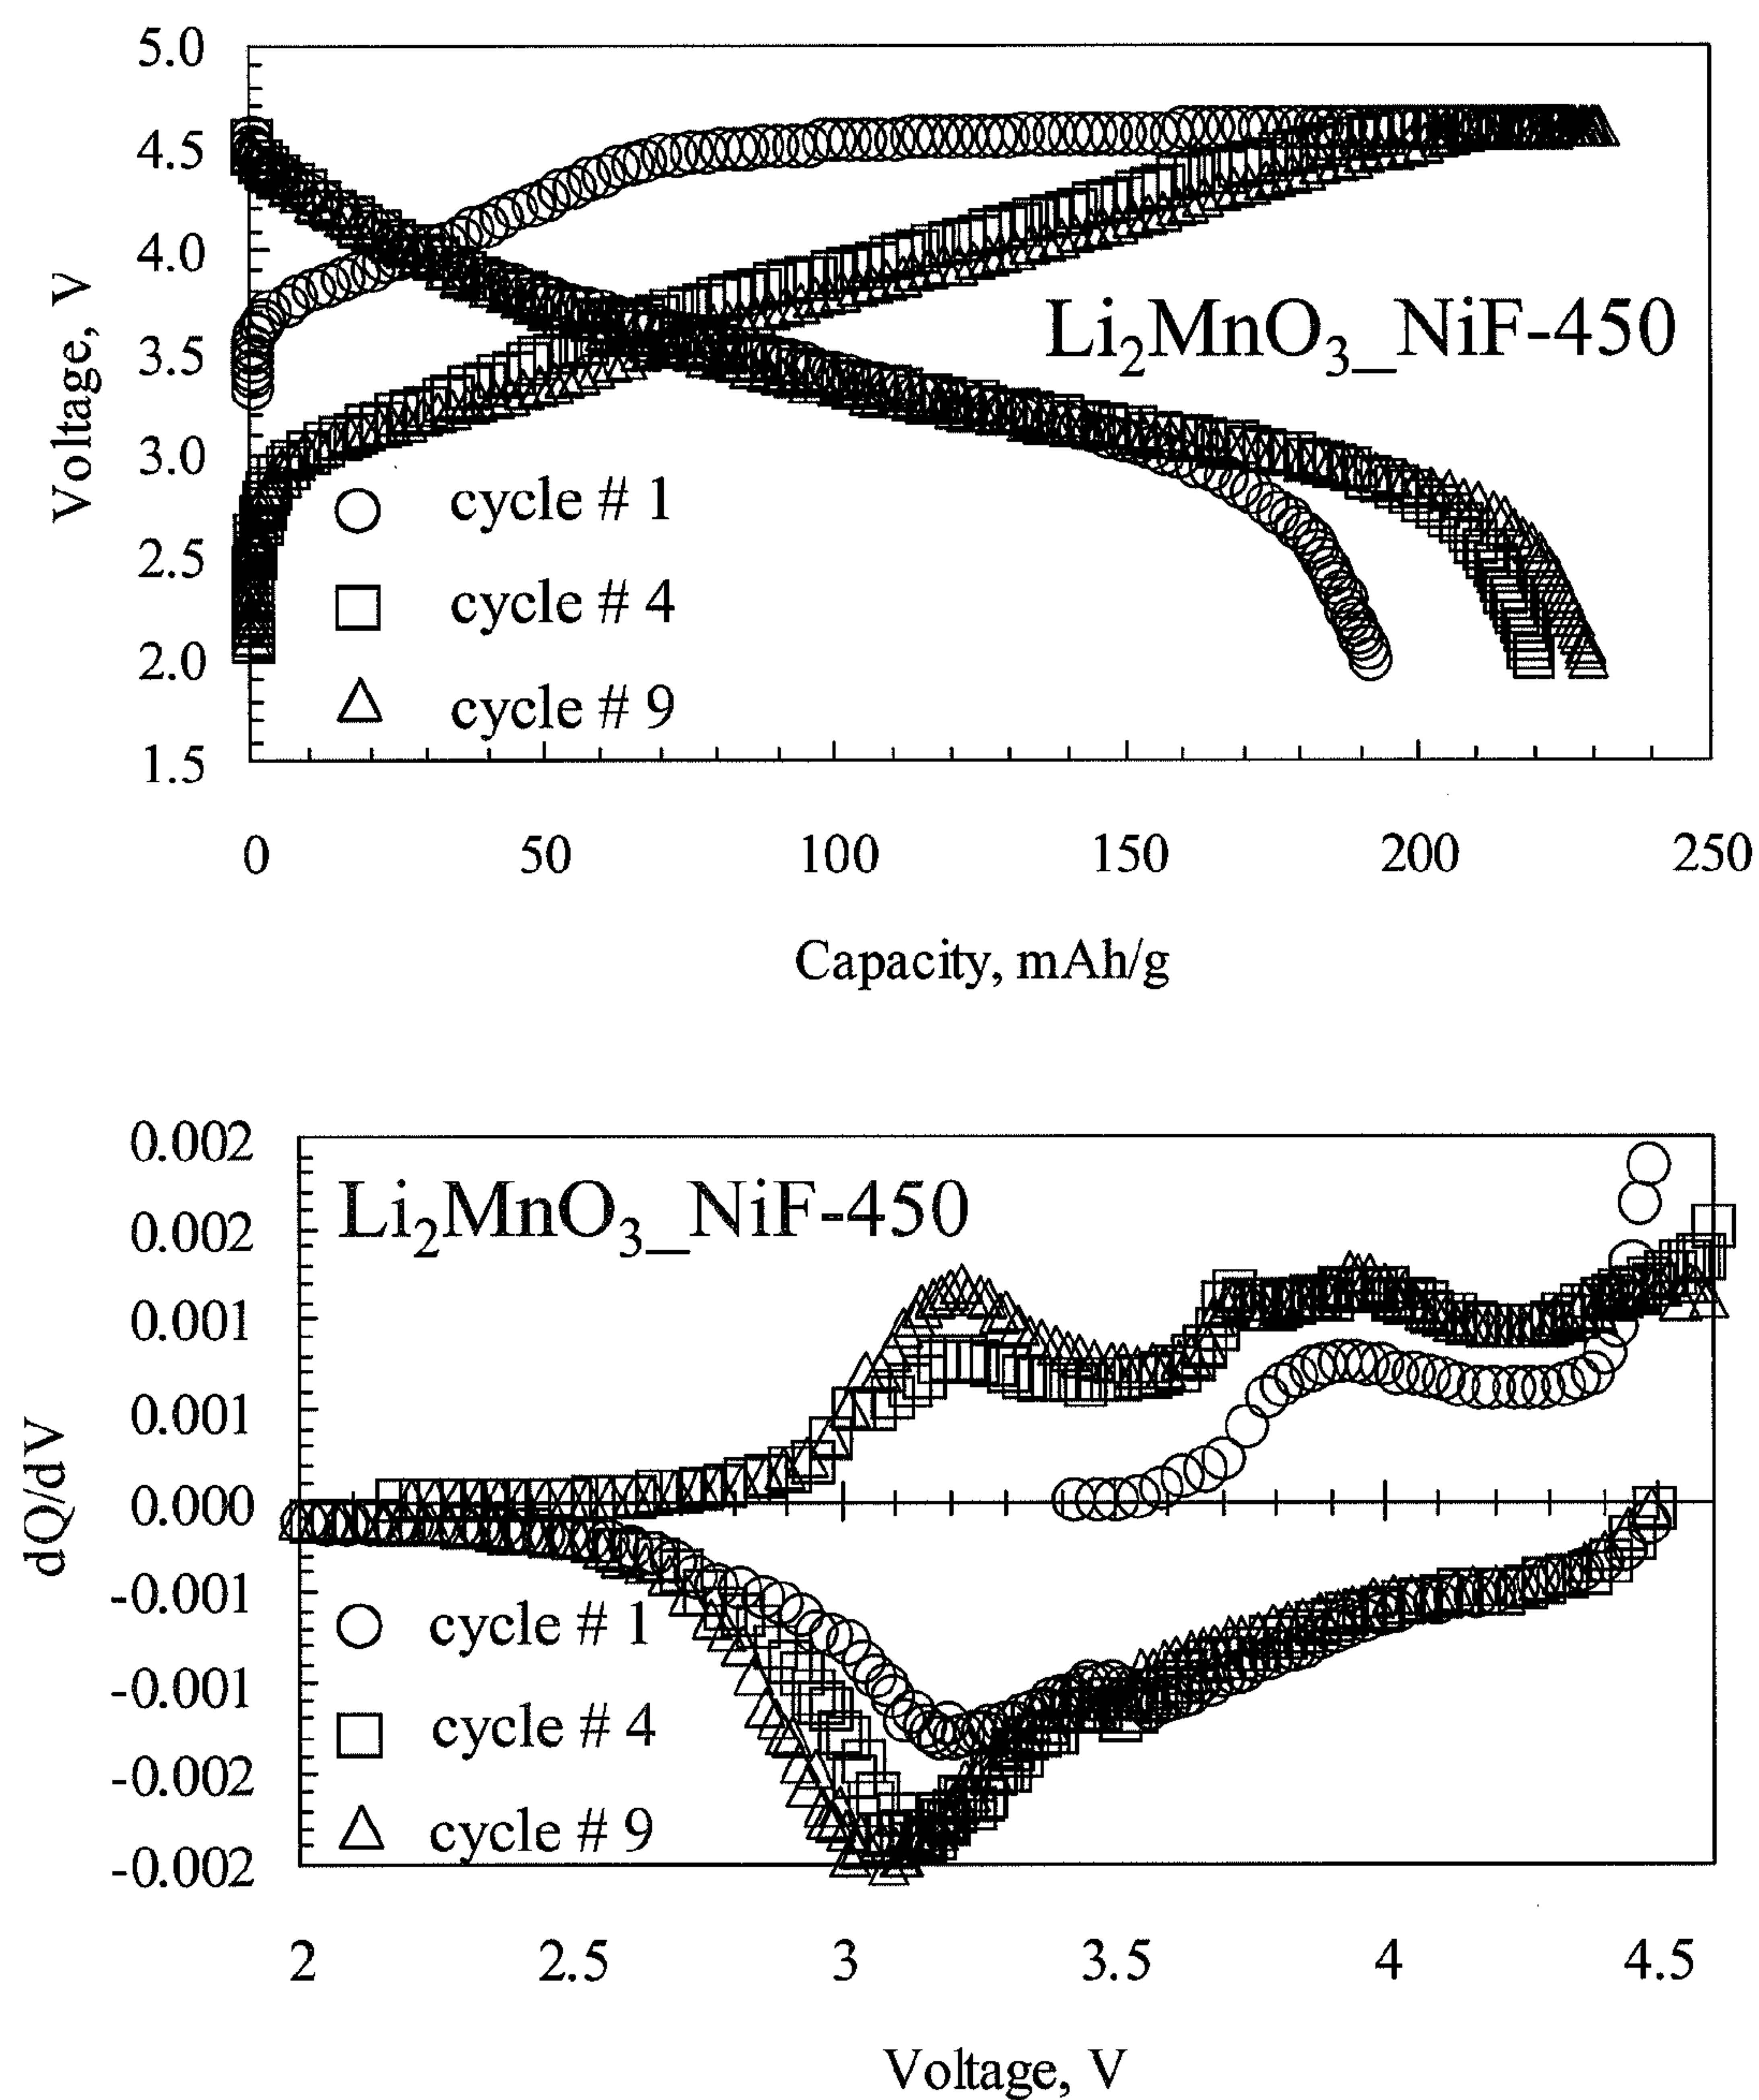 5.0
4.5
4.0
3.5
3.0
2.5
2.0
1.5
Voltage, V
Li₂MnO₃_NiF-450
cycle # 1
cycle # 4
cycle # 9
0 50 100 150 200 250
Capacity, mAh/g
0.002
0.002
0.001
0.001
0.000
-0.001
-0.001
-0.002
-0.002
dQ/dV
Li₂MnO₃_NiF-450
cycle # 1
cycle # 4
cycle # 9
2 2.5 3 3.5 4 4.5
Voltage, V